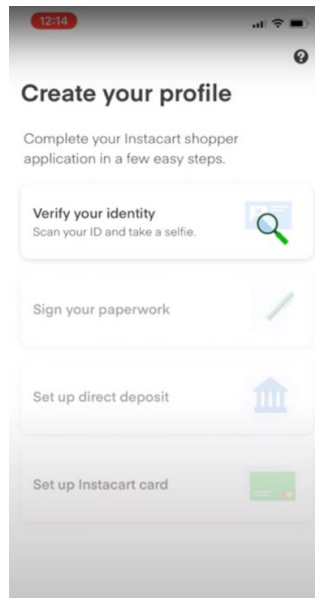 12:14
Create your profile
Complete your Instacart shopper
application in a few easy steps.
Verify your identity
Scan your ID and take a selfie.
Sign your paperwork
Set up direct deposit
Set up Instacart card